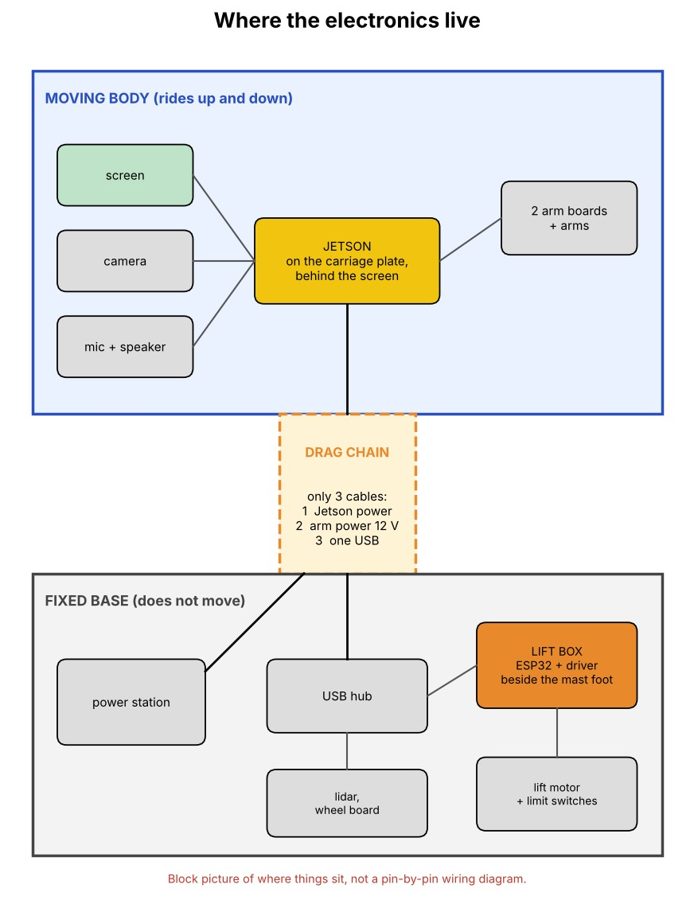 Where the electronics live
MOVING BODY (rides up and down)
screen
camera
mic + speaker
JETSON
on the carriage plate,
behind the screen
2 arm boards
+ arms
DRAG CHAIN
only 3 cables:
1 Jetson power
2 arm power 12 V
3 one USB
FIXED BASE (does not move)
power station
USB hub
LIFT BOX
ESP32 + driver
beside the mast foot
lidar,
wheel board
lift motor
+ limit switches
Block picture of where things sit, not a pin-by-pin wiring diagram.